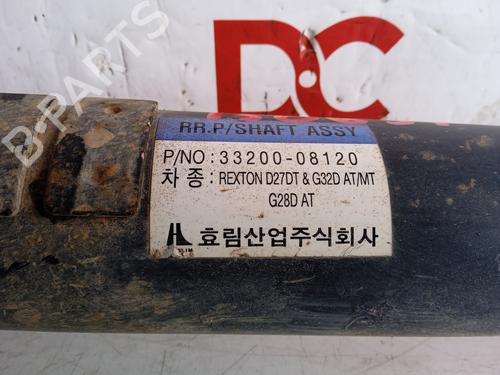 DC
RR.P/SHAFT ASSY
P/NO : 33200-08120
차 종 : REXTON D27DT & G32D AT/MT
G28D AT
효림산업주식회사